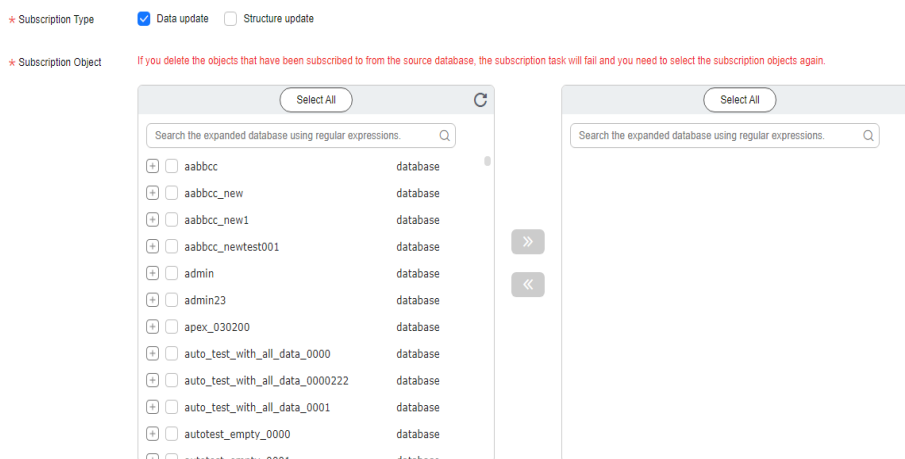 * Subscription Type Data update Structure update
* Subscription Object If you delete the objects that have been subscribed to from the source database, the subscription task will fail and you need to select the subscription objects again.
Select All Select All
Search the expanded database using regular expressions. Search the expanded database using regular expressions.
aabbcc database
aabbcc_new database
aabbcc_new1 database
aabbcc_newtest001 database
admin database
admin23 database
apex_030200 database
auto_test_with_all_data_0000 database
auto_test_with_all_data_0000222 database
auto_test_with_all_data_0001 database
autotest_empty_0000 database